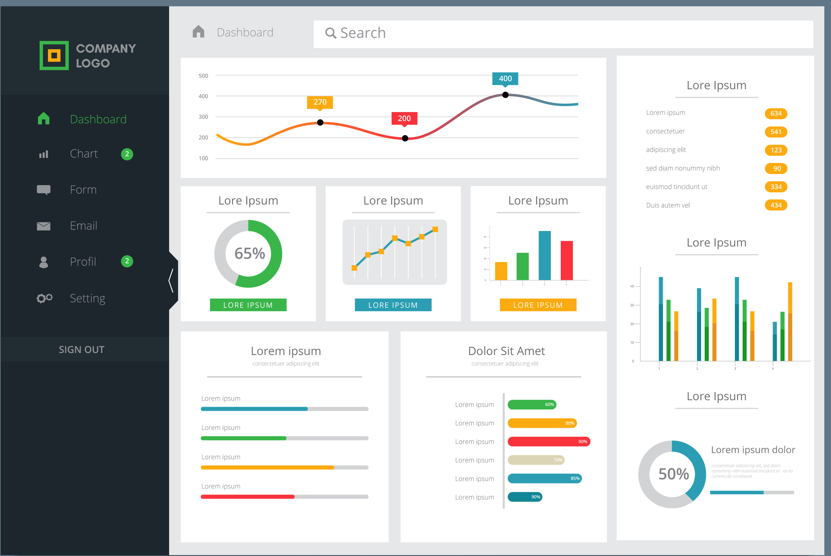 COMPANY
LOGO
Dashboard
Chart 2
Form
Email
Profil 2
Setting
SIGN OUT
Dashboard
Search
500
400
300
200
100
270
200
400
Lore Ipsum
65%
LORE IPSUM
Lore Ipsum
LORE IPSUM
Lore Ipsum
LORE IPSUM
Lorem ipsum
consectetuer adipiscing elit
Lorem ipsum
Lorem ipsum
Lorem ipsum
Lorem ipsum
Dolor Sit Amet
consectetuer adipiscing elit
Lorem ipsum 60%
Lorem ipsum 80%
Lorem ipsum 90%
Lorem ipsum
Lorem ipsum 85%
Lorem ipsum 50%
Lore Ipsum
Lorem ipsum 634
consectetuer 541
adipiscing elit 123
sed diam nonummy nibh 90
euismod tincidunt ut 334
Duis autem vel 434
Lore Ipsum
Lore Ipsum
50%
Lorem ipsum dolor